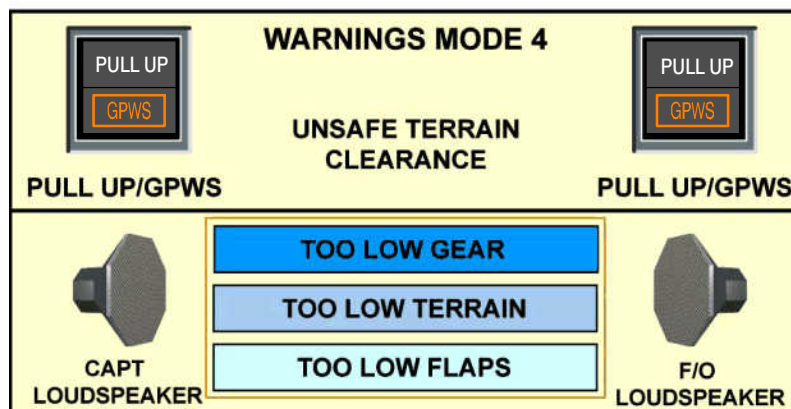 WARNINGS MODE 4
PULL UP
GPWS
PULL UP
GPWS
UNSAFE TERRAIN
CLEARANCE
PULL UP/GPWS
PULL UP/GPWS
TOO LOW GEAR
TOO LOW TERRAIN
TOO LOW FLAPS
CAPT
LOUDSPEAKER
F/O
LOUDSPEAKER